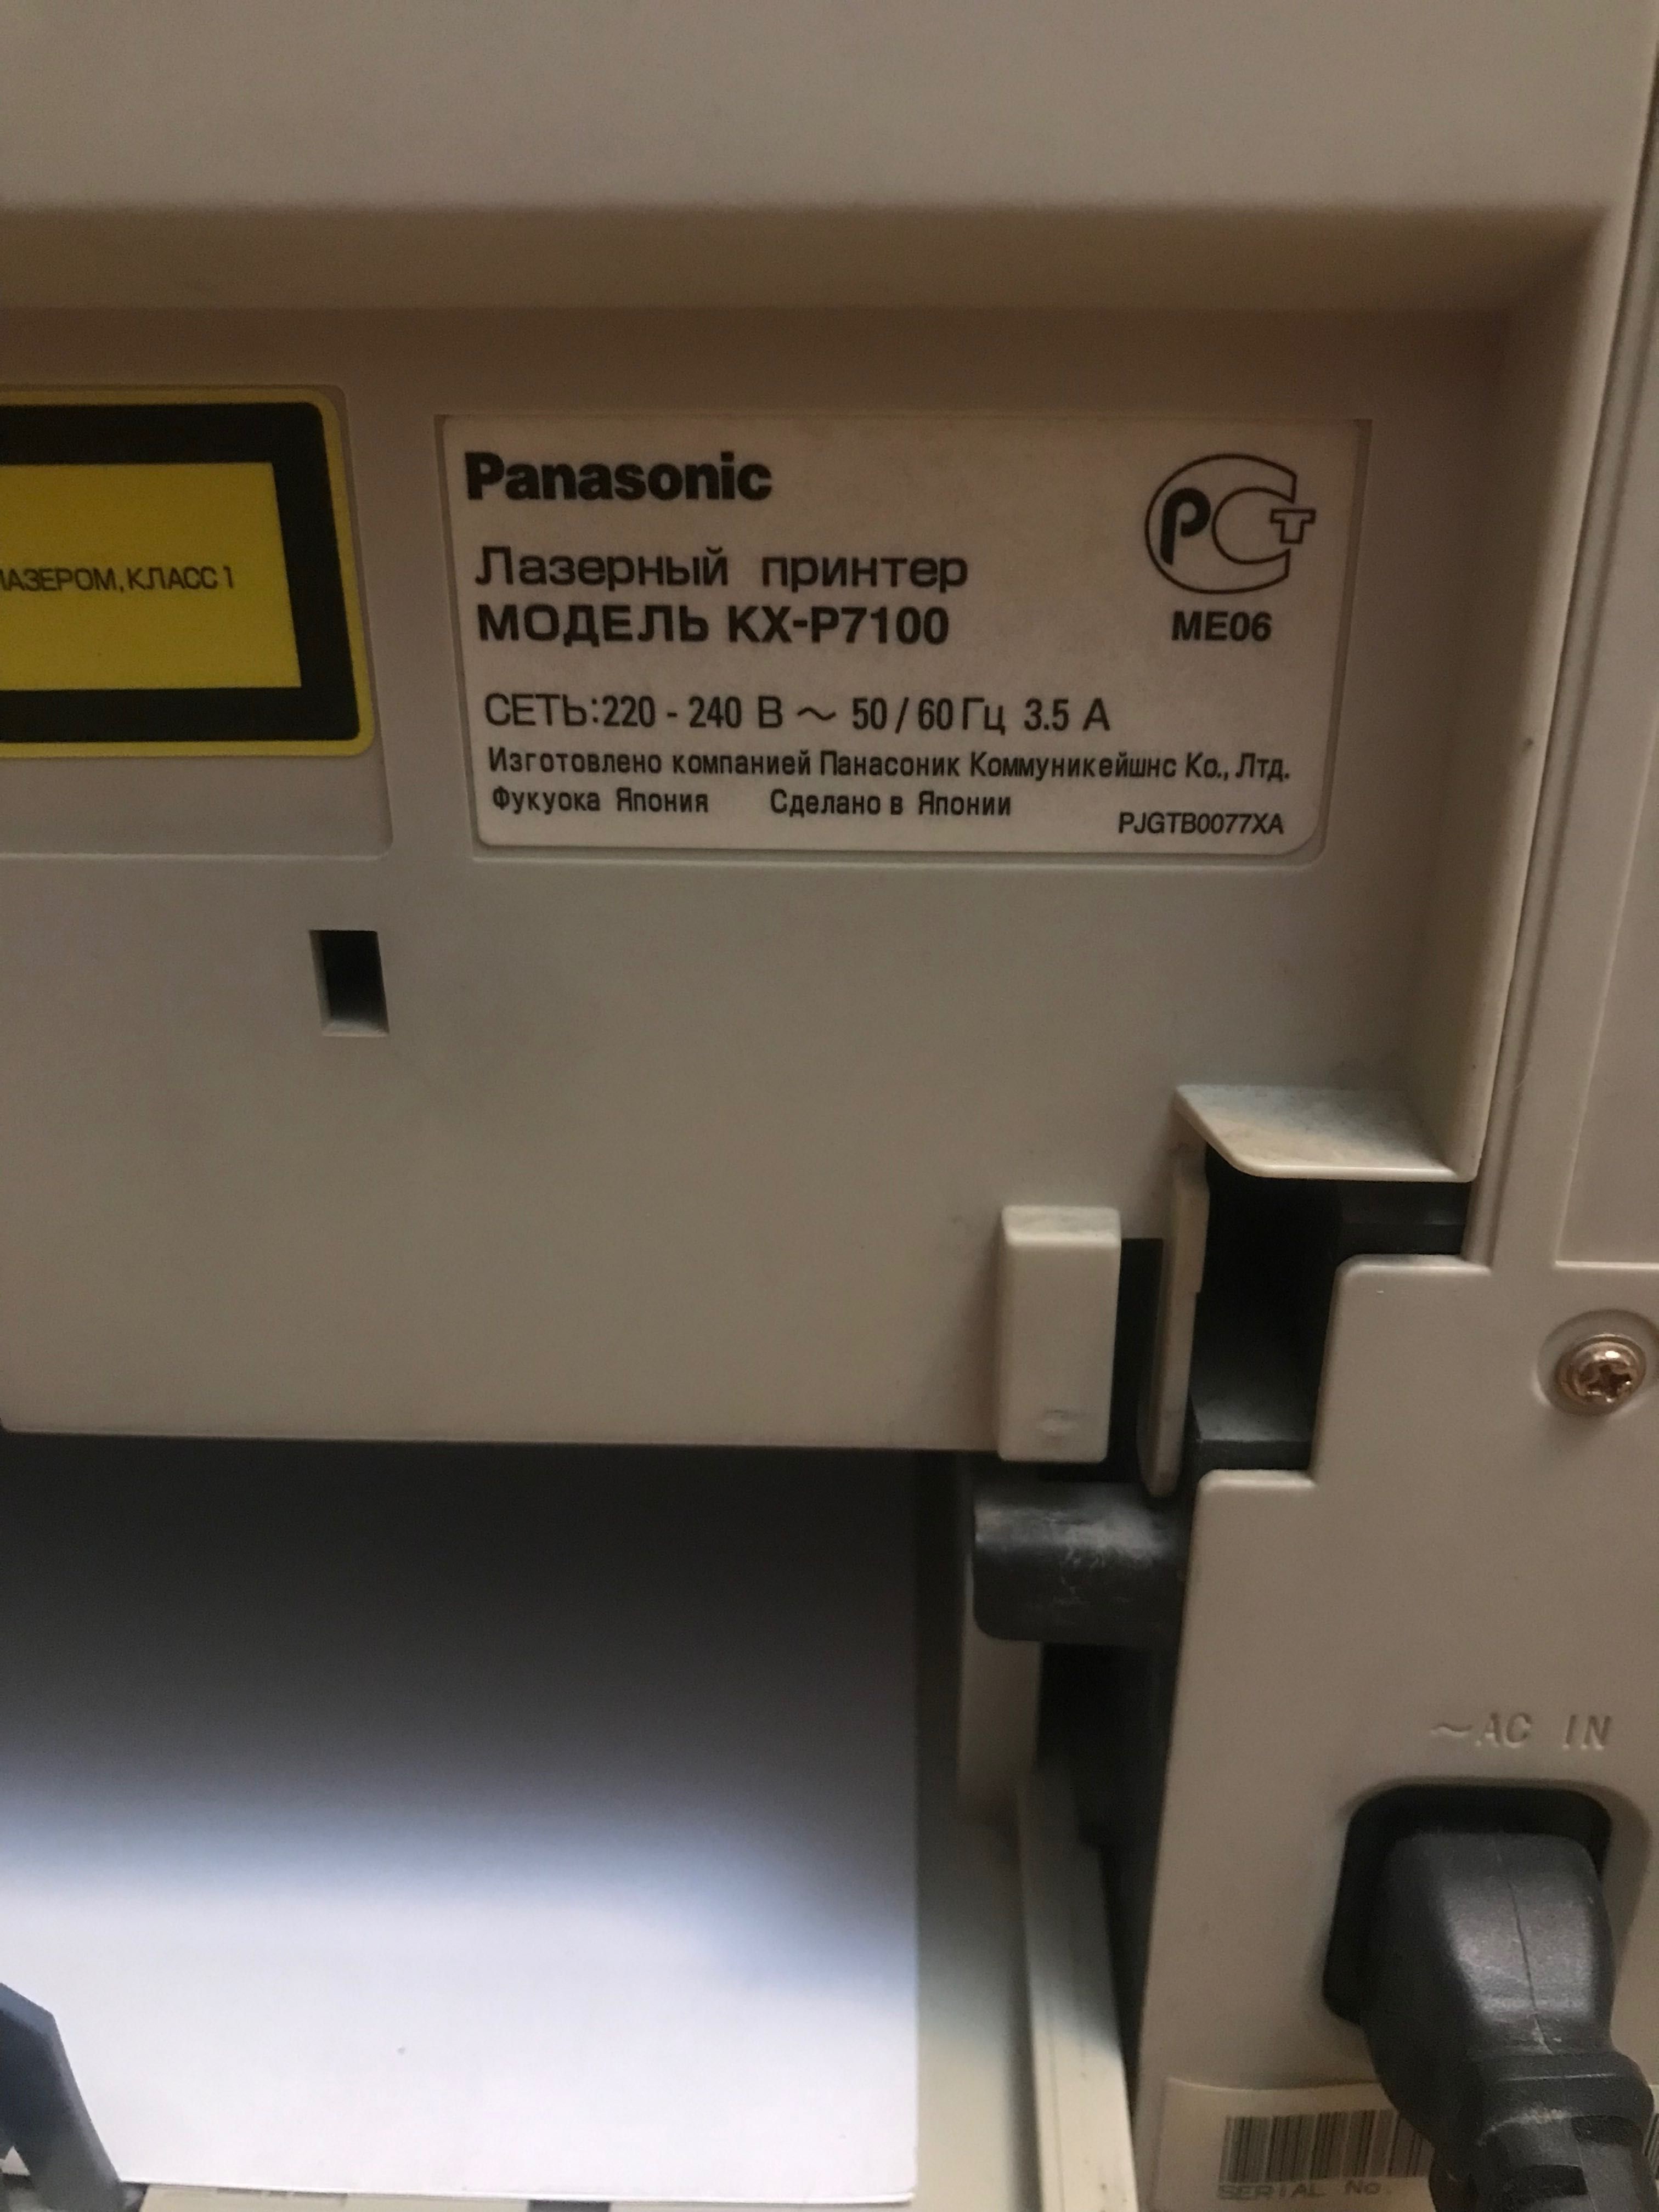 Panasonic
РСТ
ME06
Лазерный принтер
МОДЕЛЬ KX-P7100
СЕТЬ:220 - 240 В ~ 50 / 60 Гц 3.5 А
Изготовлено компанией Панасоник Коммуникейшнс Ко., Лтд.
Фукуока Япония Сделано в Японии
PJGTB0077XA
ЛАЗЕРОМ, КЛАСС 1
~AC IN
SERIAL No.